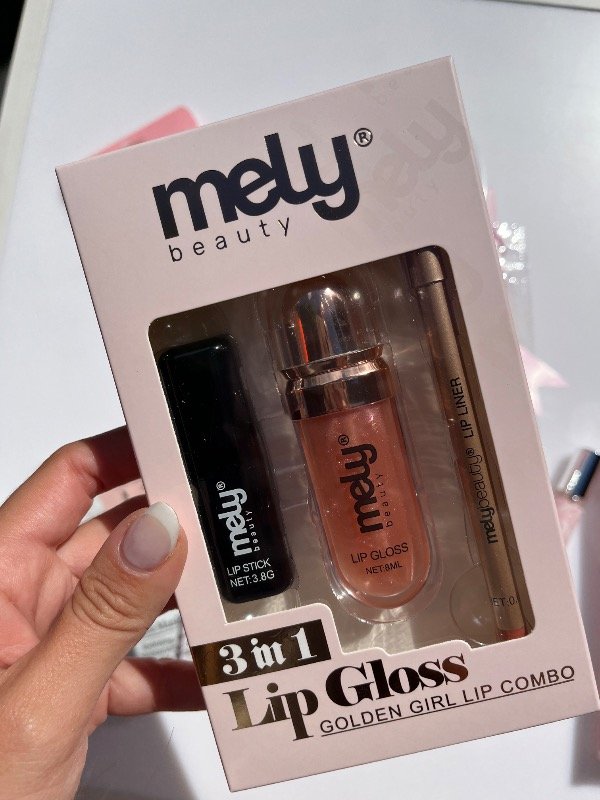 mely®
beauty
mely®
beauty
LIP STICK
NET:3.8G
mely®
beauty
LIP GLOSS
NET:8ML
melybeauty® LIP LINER
3 in 1
Lip Gloss
GOLDEN GIRL LIP COMBO